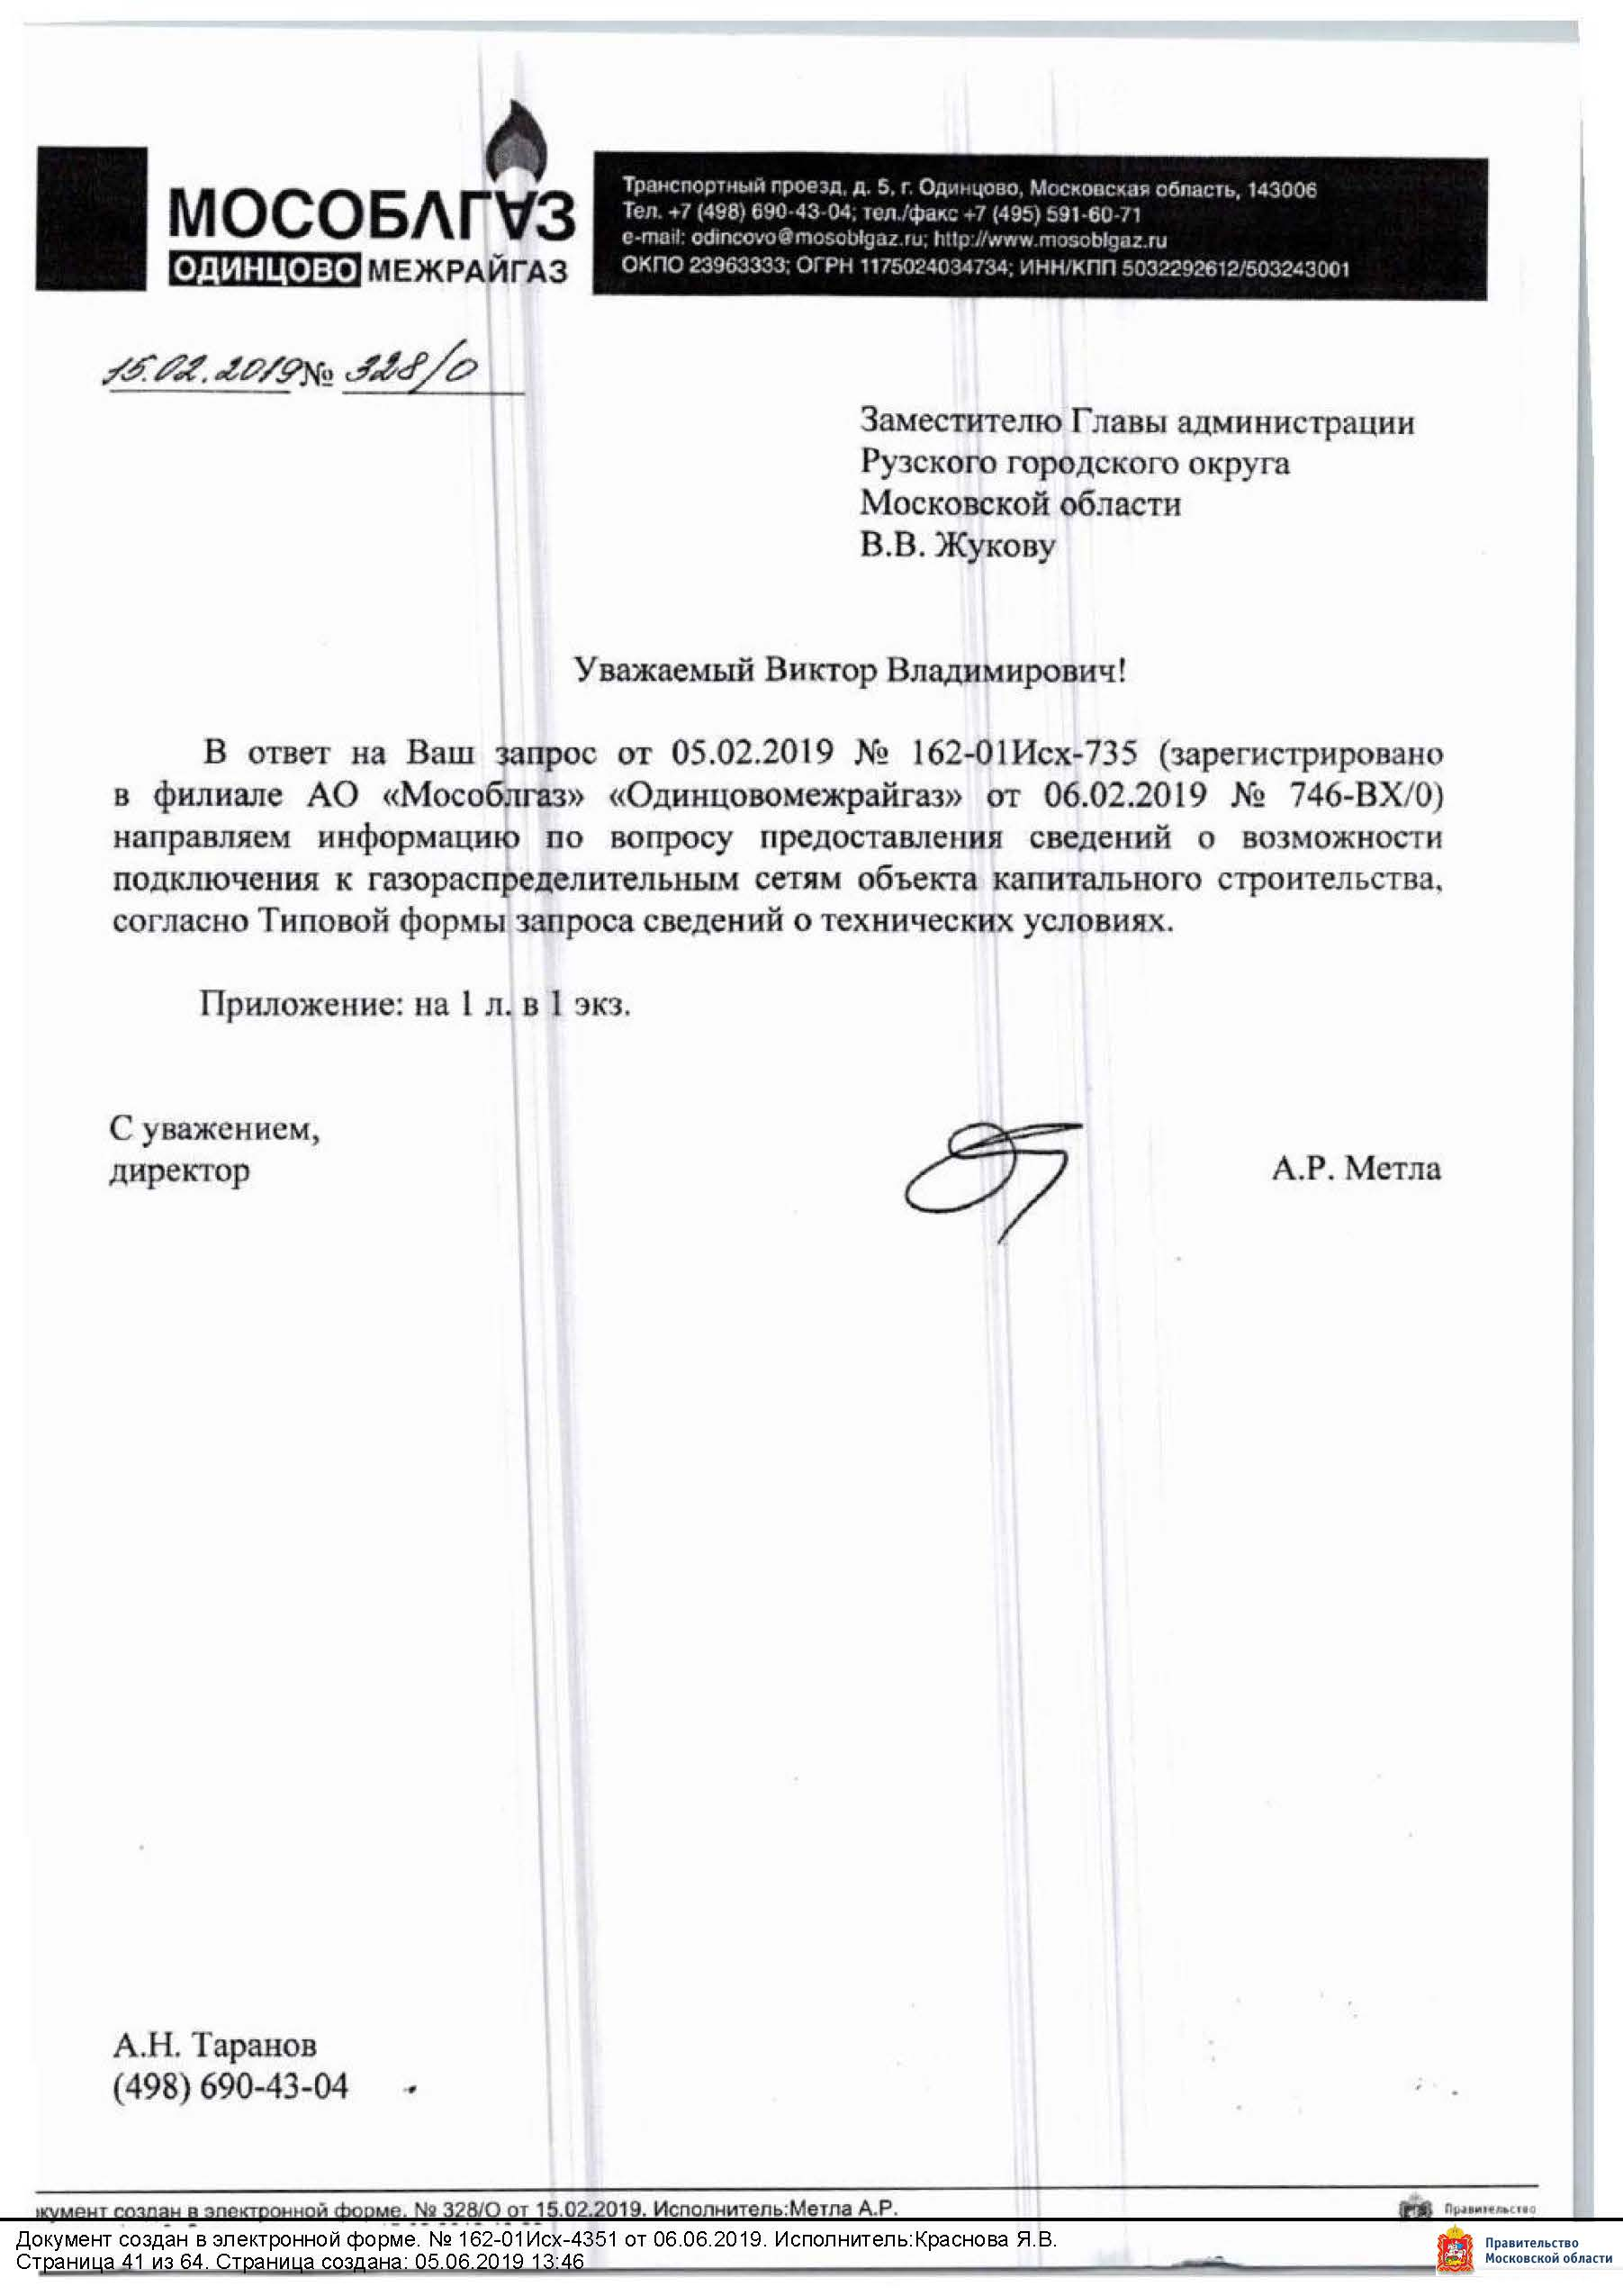 МОСОБЛГАЗ
ОДИНЦОВО МЕЖРАЙГАЗ
Транспортный проезд, д. 5, г. Одинцово, Московская область, 143006
Тел. +7 (498) 690-43-04; тел./факс +7 (495) 591-60-71
e-mail: odincovo@mosoblgaz.ru; http://www.mosoblgaz.ru
ОКПО 23963333; ОГРН 1175024034734; ИНН/КПП 5032292612/503243001
15.02.2019 № 328/О
Заместителю Главы администрации
Рузского городского округа
Московской области
В.В. Жукову
Уважаемый Виктор Владимирович!
В ответ на Ваш запрос от 05.02.2019 № 162-01Исх-735 (зарегистрировано
в филиале АО «Мособлгаз» «Одинцовомежрайгаз» от 06.02.2019 № 746-ВХ/0)
направляем информацию по вопросу предоставления сведений о возможности
подключения к газораспределительным сетям объекта капитального строительства,
согласно Типовой формы запроса сведений о технических условиях.
Приложение: на 1 л. в 1 экз.
С уважением,
директор
А.Р. Метла
А.Н. Таранов
(498) 690-43-04
кумент создан в электронной форме. № 328/О от 15.02.2019. Исполнитель:Метла А.Р.
Правительство
Документ создан в электронной форме. № 162-01Исх-4351 от 06.06.2019. Исполнитель:Краснова Я.В.
Страница 41 из 64. Страница создана: 05.06.2019 13:46
Правительство
Московской области